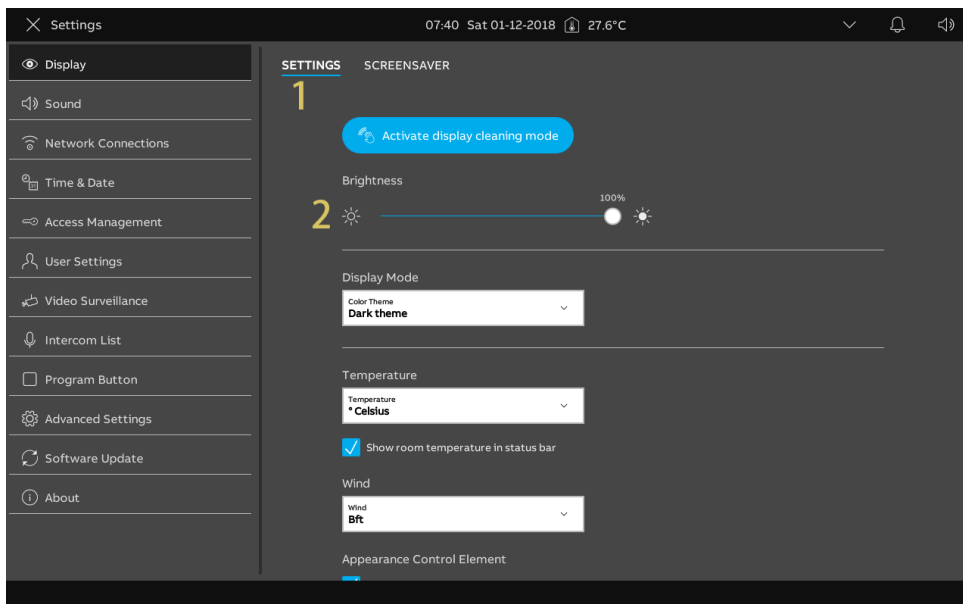 Settings
07:40 Sat 01-12-2018 27.6°C
Display
Sound
Network Connections
Time & Date
Access Management
User Settings
Video Surveillance
Intercom List
Program Button
Advanced Settings
Software Update
About
SETTINGS SCREENSAVER
1
Activate display cleaning mode
Brightness
100%
2
Display Mode
Color Theme
Dark theme
Temperature
Temperature
° Celsius
Show room temperature in status bar
Wind
Wind
Bft
Appearance Control Element